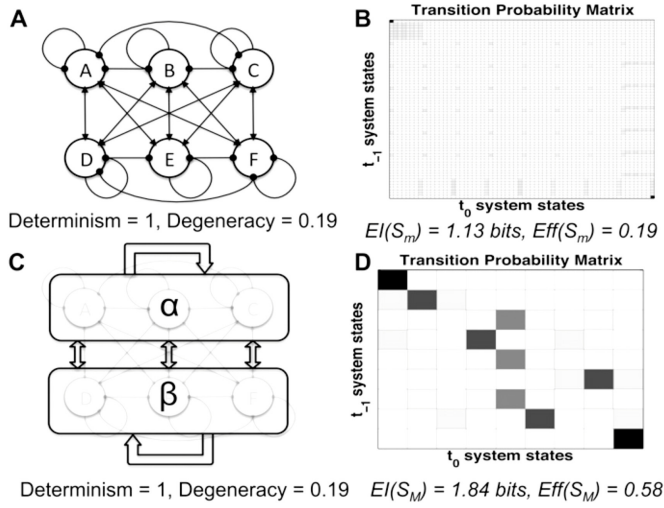 A
A
B
C
D
E
F
Determinism = 1, Degeneracy = 0.19
B
Transition Probability Matrix
t-1 system states
t0 system states
EI(Sm) = 1.13 bits, Eff(Sm) = 0.19
C
A
α
C
D
β
F
Determinism = 1, Degeneracy = 0.19
D
Transition Probability Matrix
t-1 system states
t0 system states
EI(SM) = 1.84 bits, Eff(SM) = 0.58